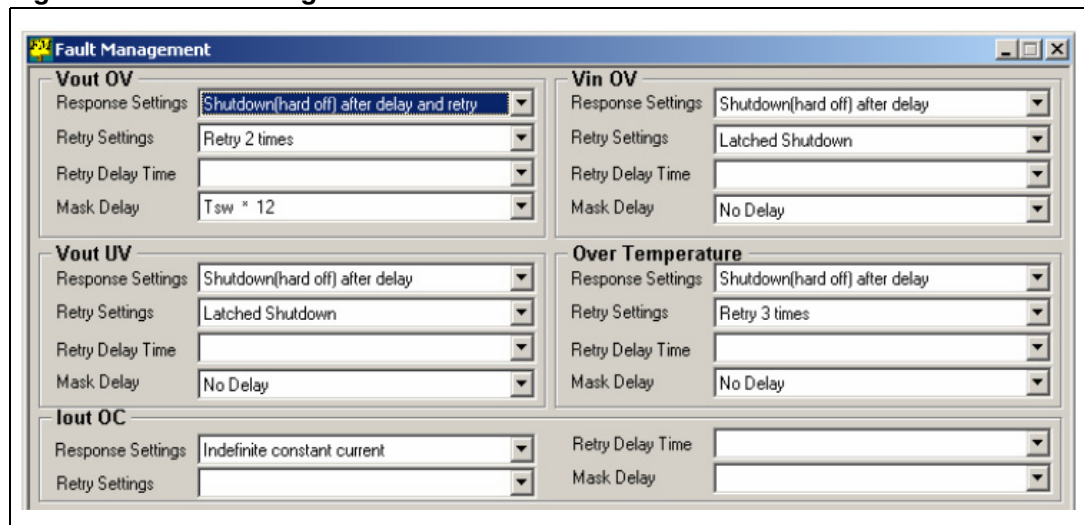 Fault Management
Vout OV
Response Settings Shutdown(hard off) after delay and retry
Retry Settings Retry 2 times
Retry Delay Time
Mask Delay Tsw * 12
Vin OV
Response Settings Shutdown(hard off) after delay
Retry Settings Latched Shutdown
Retry Delay Time
Mask Delay No Delay
Vout UV
Response Settings Shutdown(hard off) after delay
Retry Settings Latched Shutdown
Retry Delay Time
Mask Delay No Delay
Over Temperature
Response Settings Shutdown(hard off) after delay
Retry Settings Retry 3 times
Retry Delay Time
Mask Delay No Delay
Iout OC
Response Settings Indefinite constant current
Retry Settings
Retry Delay Time
Mask Delay